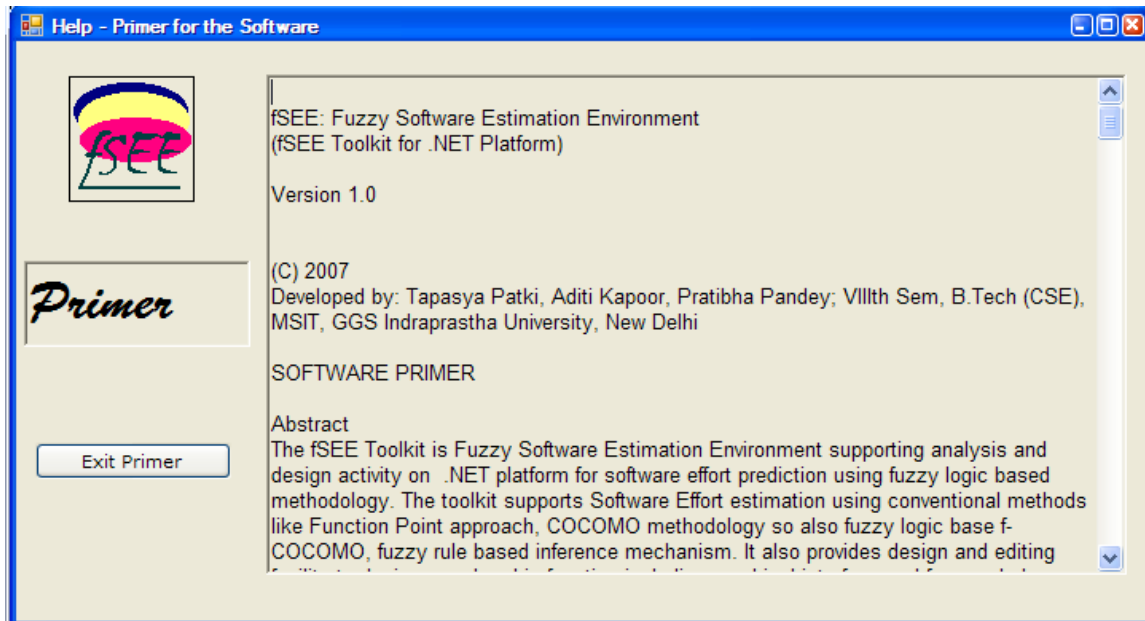 Help - Primer for the Software
fSEE
fSEE: Fuzzy Software Estimation Environment
(fSEE Toolkit for .NET Platform)
Version 1.0
(C) 2007
Developed by: Tapasya Patki, Aditi Kapoor, Pratibha Pandey; VIIIth Sem, B.Tech (CSE),
MSIT, GGS Indraprastha University, New Delhi
Primer
SOFTWARE PRIMER
Abstract
The fSEE Toolkit is Fuzzy Software Estimation Environment supporting analysis and
design activity on .NET platform for software effort prediction using fuzzy logic based
methodology. The toolkit supports Software Effort estimation using conventional methods
like Function Point approach, COCOMO methodology so also fuzzy logic base f-
COCOMO, fuzzy rule based inference mechanism. It also provides design and editing
Exit Primer